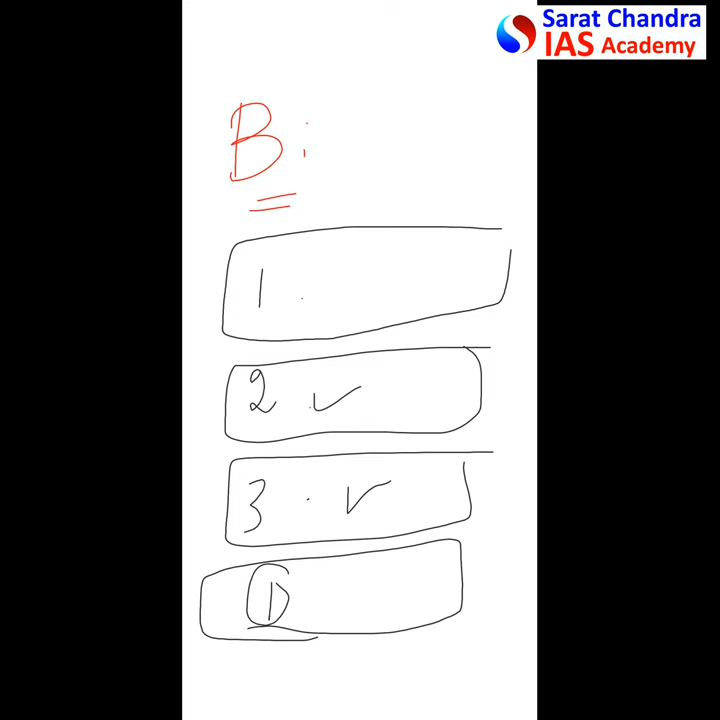 Sarat Chandra
IAS Academy
B:
1.
2. ✓
3. ✓
D